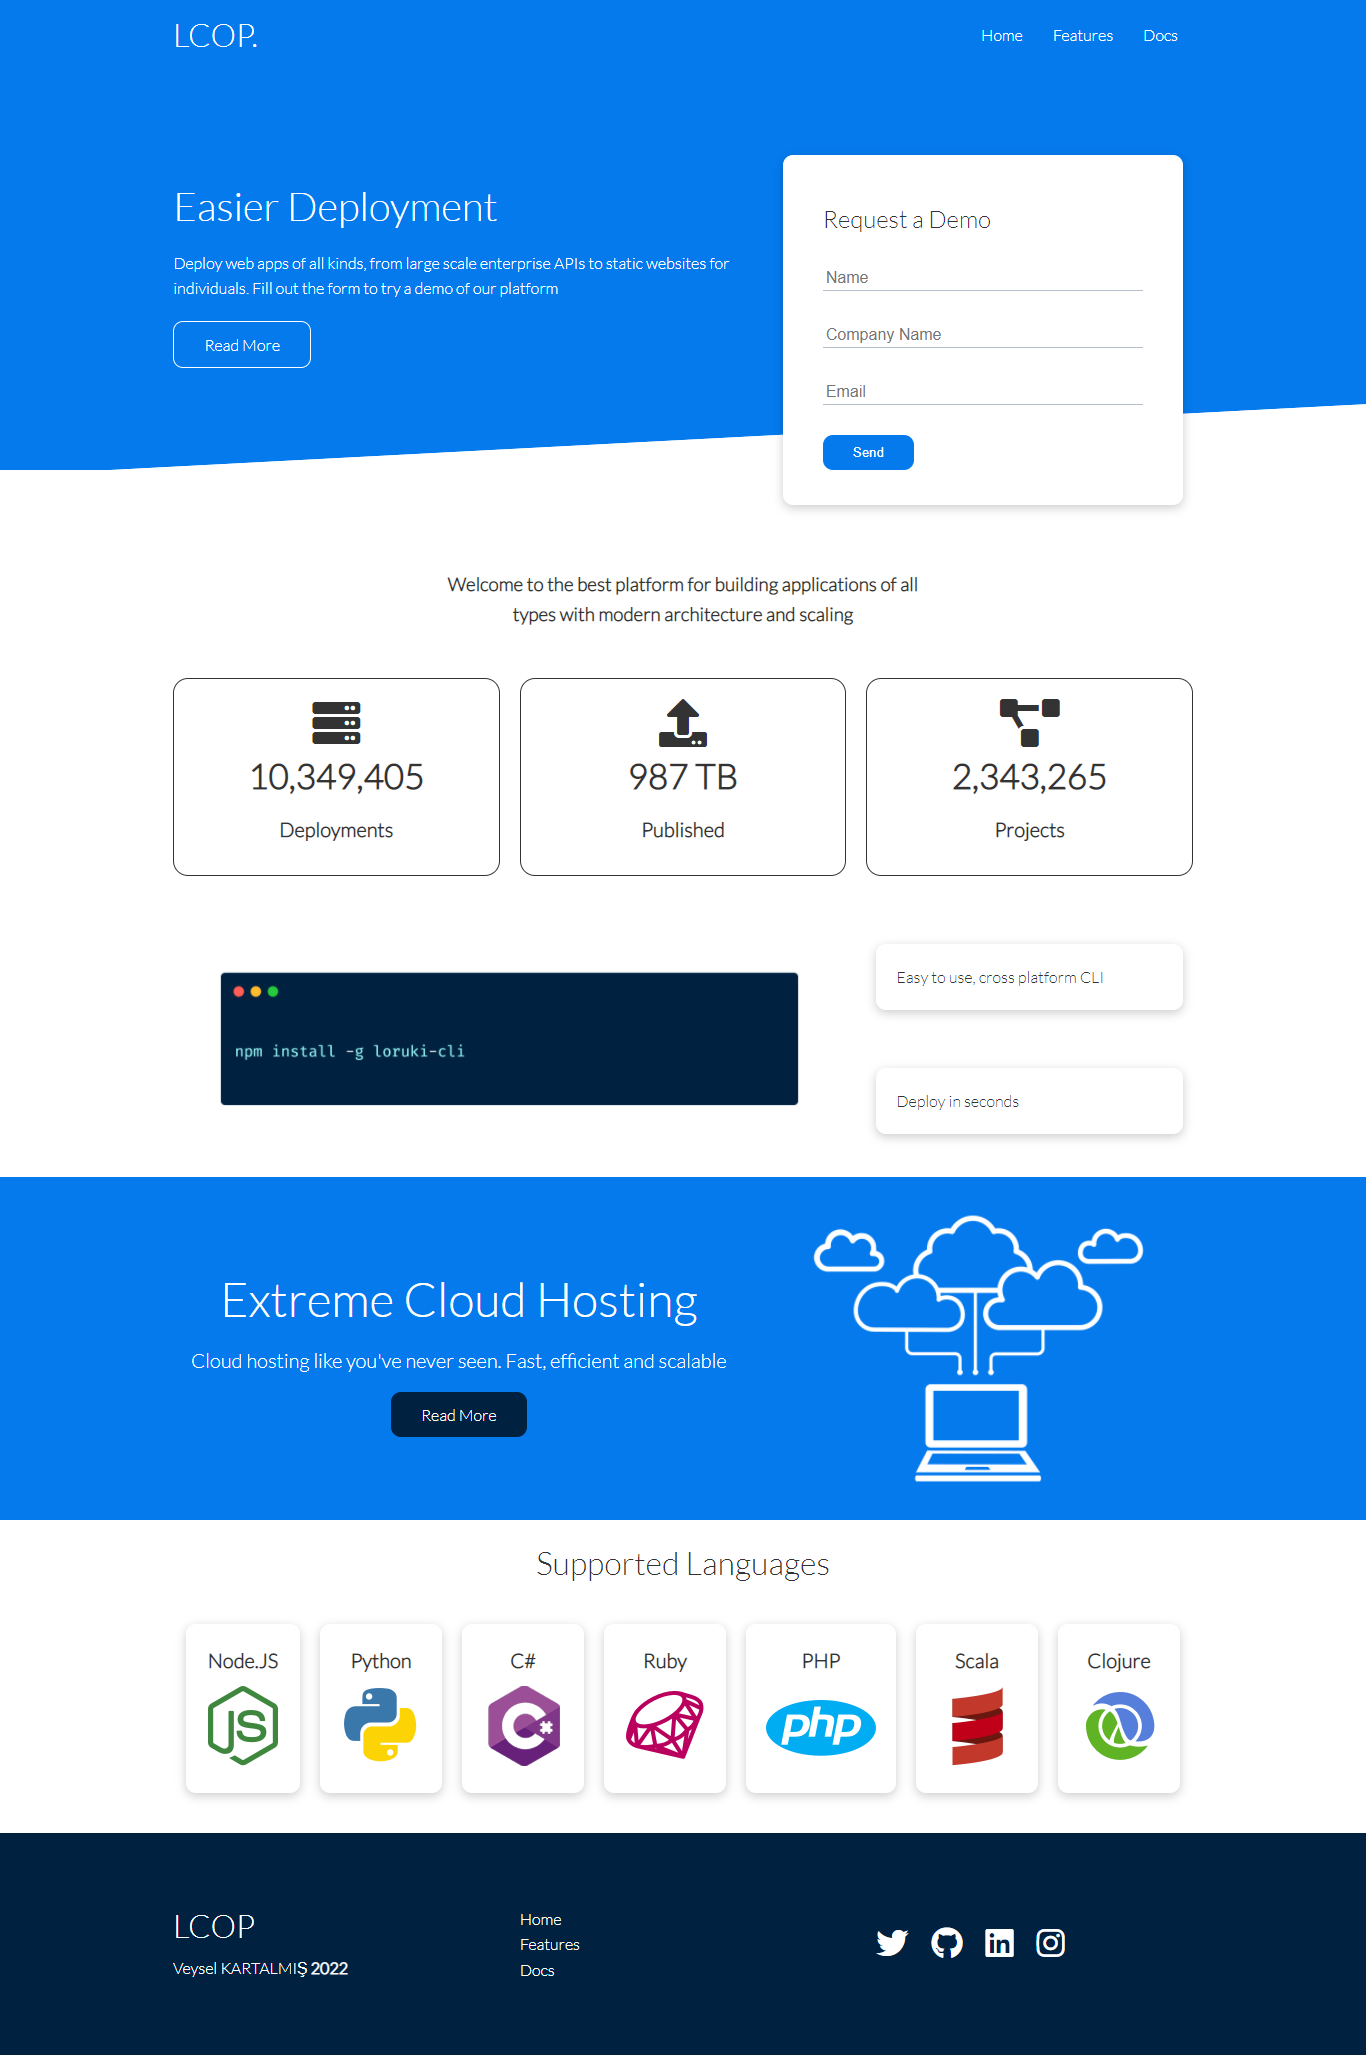 LCOP.
Home
Features
Docs
Easier Deployment
Deploy web apps of all kinds, from large scale enterprise APIs to static websites for
individuals. Fill out the form to try a demo of our platform
Read More
Request a Demo
Name
Company Name
Email
Send
Welcome to the best platform for building applications of all
types with modern architecture and scaling
10,349,405
Deployments
987 TB
Published
2,343,265
Projects
npm install -g loruki-cli
Easy to use, cross platform CLI
Deploy in seconds
Extreme Cloud Hosting
Cloud hosting like you've never seen. Fast, efficient and scalable
Read More
Supported Languages
Node.JS
JS
Python
C#
C#
Ruby
PHP
php
Scala
Clojure
LCOP
Veysel KARTALMIŞ 2022
Home
Features
Docs
in